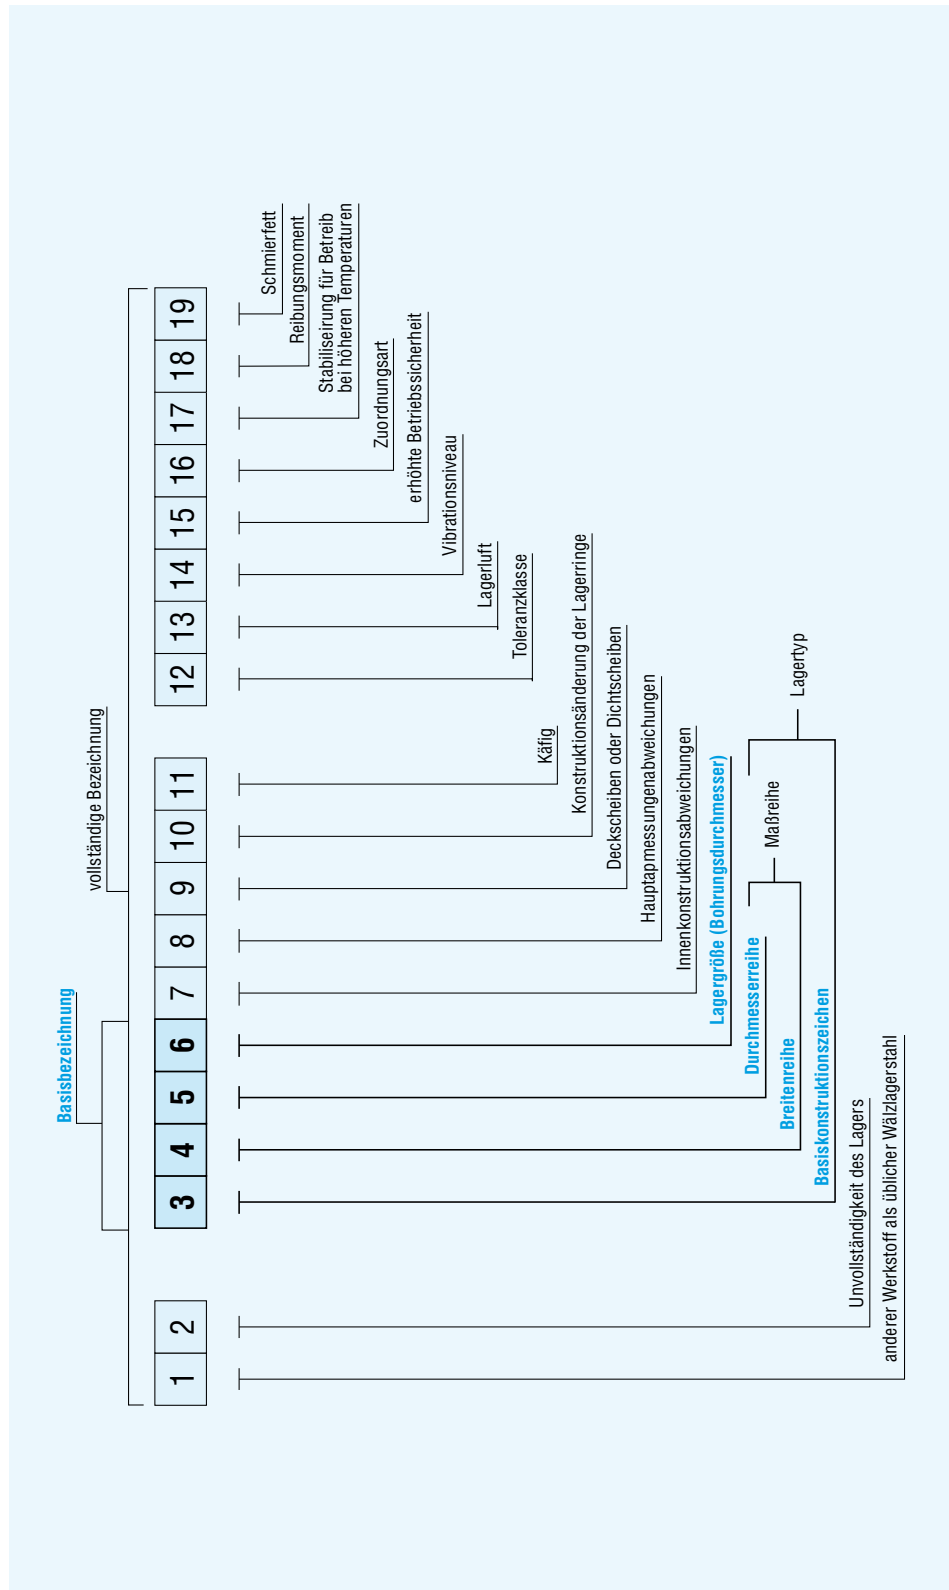 Basisbezeichnung
vollständige Bezeichnung
1 2 3 4 5 6 7 8 9 10 11 12 13 14 15 16 17 18 19
Schmierfett
Reibungsmoment
Stabiliseirung für Betreib
bei höheren Temperaturen
Zuordnungsart
erhöhte Betriebssicherheit
Vibrationsniveau
Lagerluft
Toleranzklasse
Käfig
Konstruktionsänderung der Lagerringe
Deckscheiben oder Dichtscheiben
Hauptapmessungenabweichungen
Innenkonstruktionsabweichungen
Lagergröße (Bohrungsdurchmesser)
Durchmesserreihe
Maßreihe
Breitenreihe
Lagertyp
Basiskonstruktionszeichen
Unvollständigkeit des Lagers
anderer Werkstoff als üblicher Wälzlagerstahl